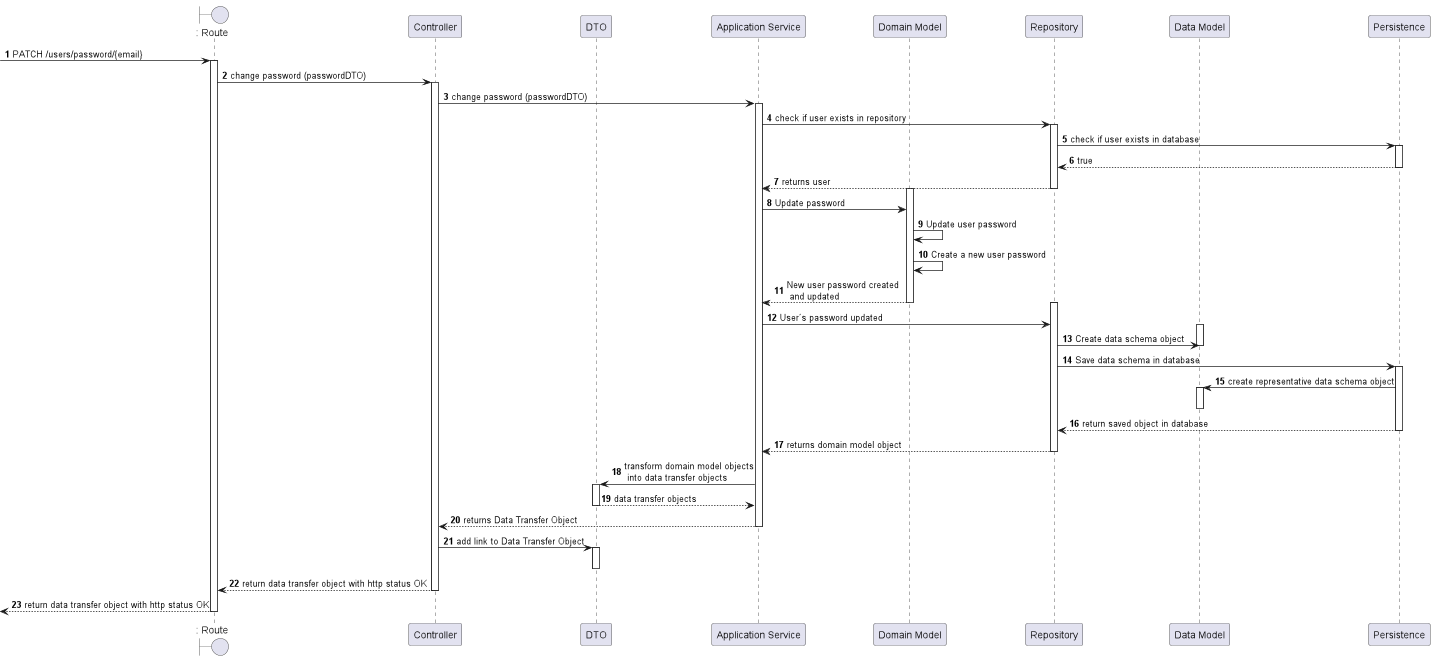 : Route
Controller
DTO
Application Service
Domain Model
Repository
Data Model
Persistence
1 PATCH /users/password/{email}
2 change password (passwordDTO)
3 change password (passwordDTO)
4 check if user exists in repository
5 check if user exists in database
6 true
7 returns user
8 Update password
9 Update user password
10 Create a new user password
11 New user password created
and updated
12 User´s password updated
13 Create data schema object
14 Save data schema in database
15 create representative data schema object
16 return saved object in database
17 returns domain model object
18 transform domain model objects
into data transfer objects
19 data transfer objects
20 returns Data Transfer Object
21 add link to Data Transfer Object
22 return data transfer object with http status OK
23 return data transfer object with http status OK
: Route
Controller
DTO
Application Service
Domain Model
Repository
Data Model
Persistence